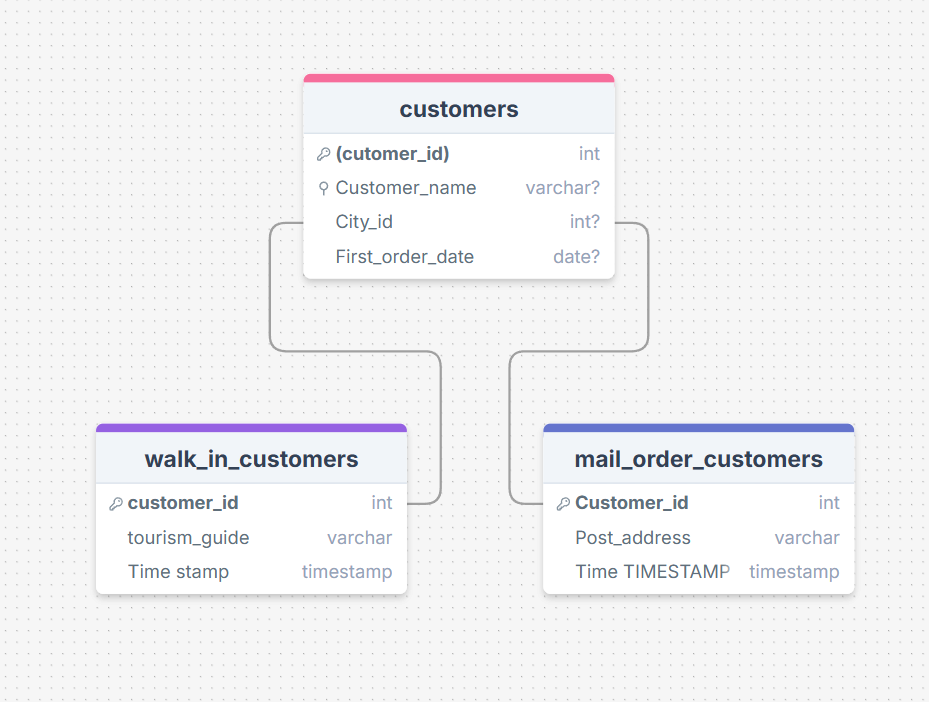 customers
(cutomer_id) int
Customer_name varchar?
City_id int?
First_order_date date?
walk_in_customers
customer_id int
tourism_guide varchar
Time stamp timestamp
mail_order_customers
Customer_id int
Post_address varchar
Time TIMESTAMP timestamp